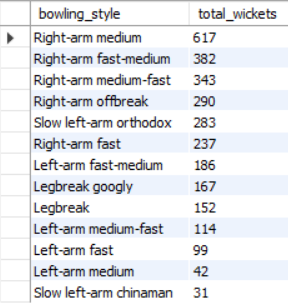 bowling_style total_wickets
Right-arm medium 617
Right-arm fast-medium 382
Right-arm medium-fast 343
Right-arm offbreak 290
Slow left-arm orthodox 283
Right-arm fast 237
Left-arm fast-medium 186
Legbreak googly 167
Legbreak 152
Left-arm medium-fast 114
Left-arm fast 99
Left-arm medium 42
Slow left-arm chinaman 31